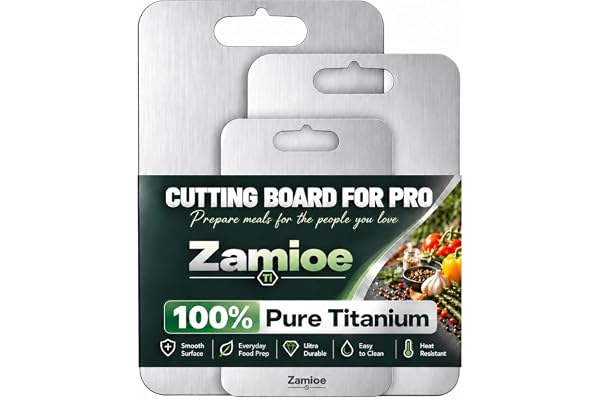 CUTTING BOARD FOR PRO
Prepare meals for the people you love
Zamioe
Ti
100% Pure Titanium
Smooth Surface
Everyday Food Prep
Ultra Durable
Easy to Clean
Heat Resistant
Zamioe